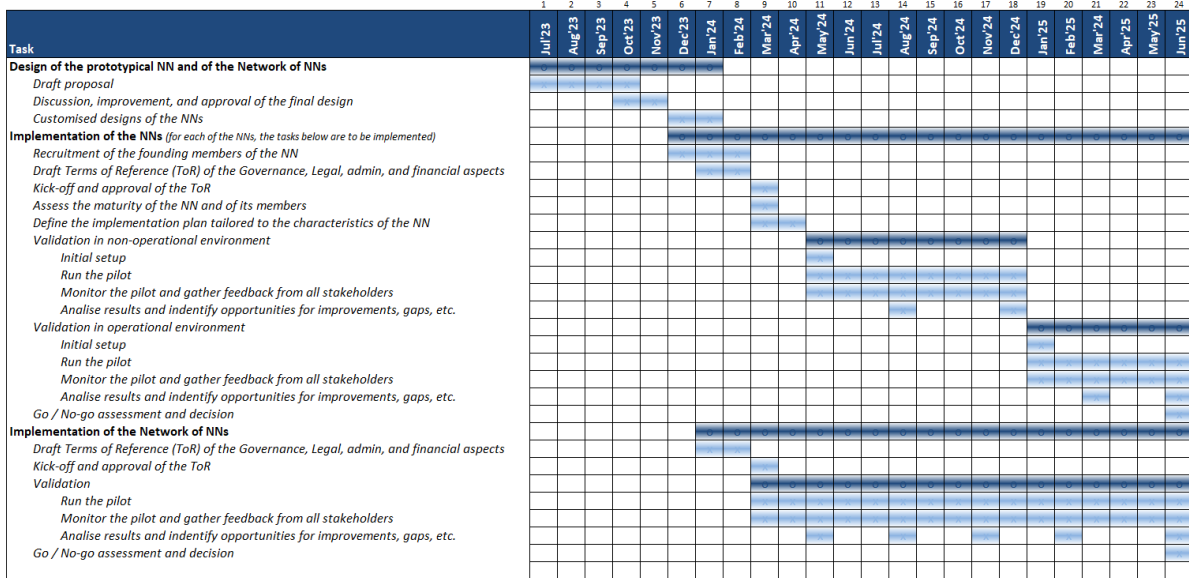 1 2 3 4 5 6 7 8 9 10 11 12 13 14 15 16 17 18 19 20 21 22 23 24
Task Jul'23 Aug'23 Sep'23 Oct'23 Nov'23 Dec'23 Jan'24 Feb'24 Mar'24 Apr'24 May'24 Jun'24 Jul'24 Aug'24 Sep'24 Oct'24 Nov'24 Dec'24 Jan'25 Feb'25 Mar'24 Apr'25 May'25 Jun'25
Design of the prototypical NN and of the Network of NNs o o o o o o o
Draft proposal x x x x
Discussion, improvement, and approval of the final design x x
Customised designs of the NNs x x
Implementation of the NNs (for each of the NNs, the tasks below are to be implemented) o o o o o o o o o o o o o o o o o o o
Recruitment of the founding members of the NN x x x
Draft Terms of Reference (ToR) of the Governance, Legal, admin, and financial aspects x x
Kick-off and approval of the ToR x
Assess the maturity of the NN and of its members x
Define the implementation plan tailored to the characteristics of the NN x x
Validation in non-operational environment o o o o o o o o
Initial setup x
Run the pilot x x x x x x x x
Monitor the pilot and gather feedback from all stakeholders x x x x x x x x
Analise results and indentify opportunities for improvements, gaps, etc. x x
Validation in operational environment o o o o o o
Initial setup x
Run the pilot x x x x x x
Monitor the pilot and gather feedback from all stakeholders x x x x x x
Analise results and indentify opportunities for improvements, gaps, etc. x x
Go / No-go assessment and decision x
Implementation of the Network of NNs o o o o o o o o o o o o o o o o o o
Draft Terms of Reference (ToR) of the Governance, Legal, admin, and financial aspects x x
Kick-off and approval of the ToR x
Validation o o o o o o o o o o o o o o o o
Run the pilot x x x x x x x x x x x x x x x x
Monitor the pilot and gather feedback from all stakeholders x x x x x x x x x x x x x x x x
Analise results and indentify opportunities for improvements, gaps, etc. x x x x x
Go / No-go assessment and decision x